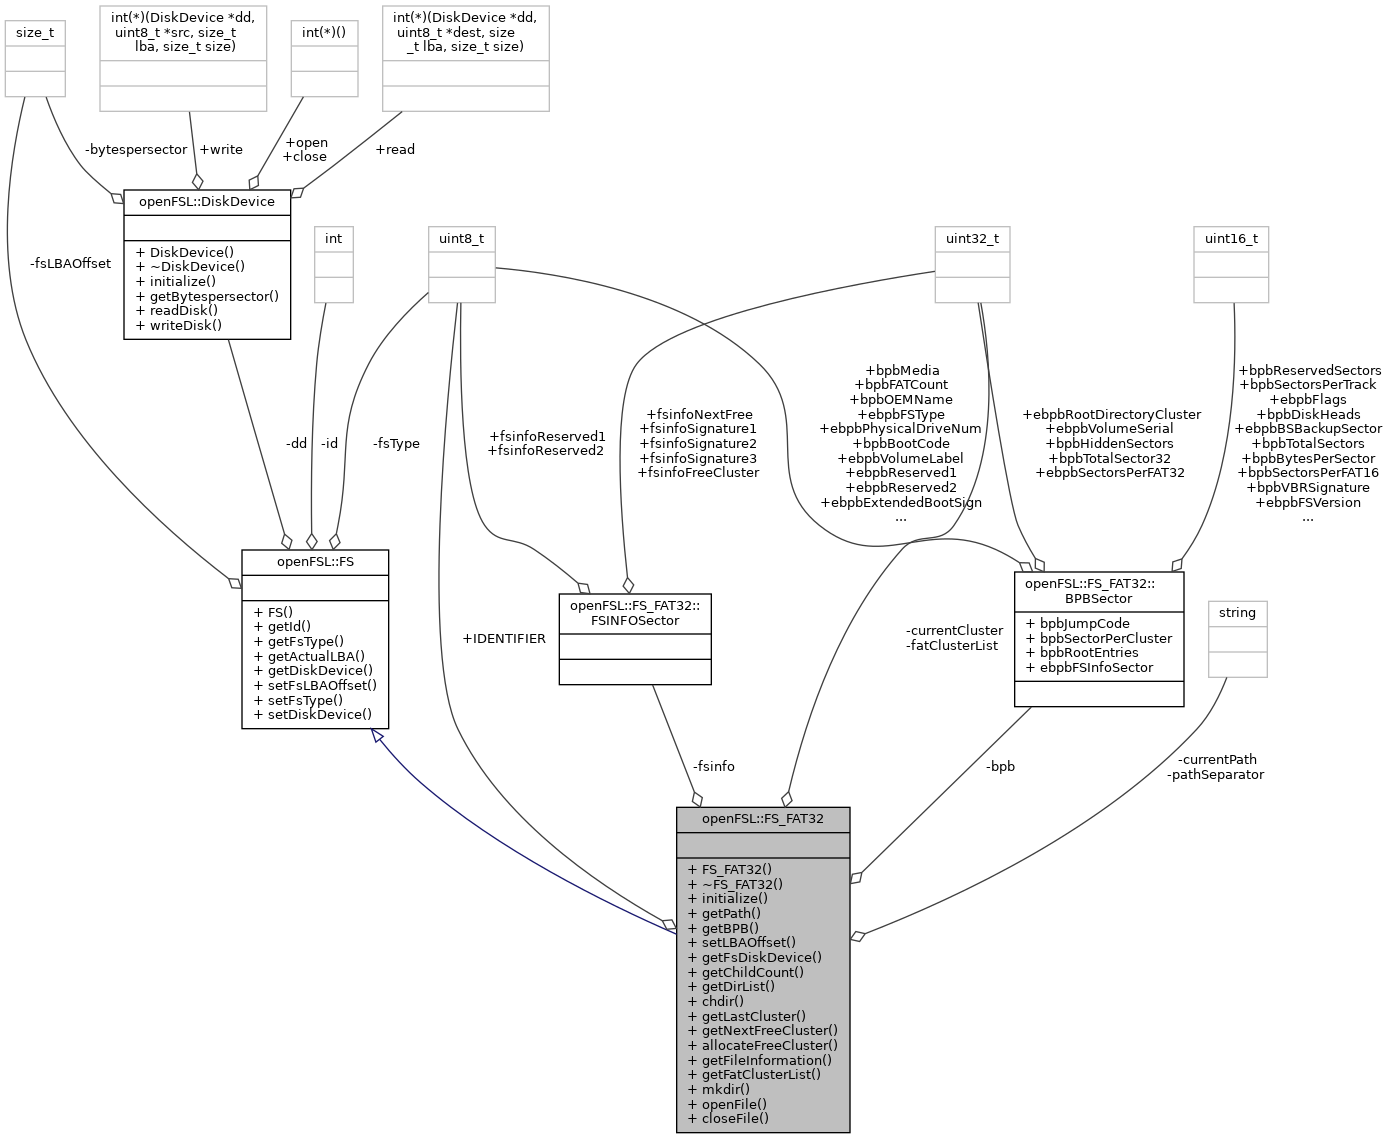 size_t
int(*)(DiskDevice *dd,
uint8_t *src, size_t
lba, size_t size)
int(*)()
int(*)(DiskDevice *dd,
uint8_t *dest, size
_t lba, size_t size)
-bytespersector
+write
+open
+close
+read
openFSL::DiskDevice
+ DiskDevice()
+ ~DiskDevice()
+ initialize()
+ getBytespersector()
+ readDisk()
+ writeDisk()
-fsLBAOffset
int
uint8_t
uint32_t
uint16_t
-dd
-id
-fsType
+fsinfoReserved1
+fsinfoReserved2
+fsinfoNextFree
+fsinfoSignature1
+fsinfoSignature2
+fsinfoSignature3
+fsinfoFreeCluster
+bpbMedia
+bpbFATCount
+bpbOEMName
+ebpbFSType
+ebpbPhysicalDriveNum
+bpbBootCode
+ebpbVolumeLabel
+ebpbReserved1
+ebpbReserved2
+ebpbExtendedBootSign
...
+ebpbRootDirectoryCluster
+ebpbVolumeSerial
+bpbHiddenSectors
+bpbTotalSector32
+ebpbSectorsPerFAT32
+bpbReservedSectors
+bpbSectorsPerTrack
+ebpbFlags
+bpbDiskHeads
+ebpbBSBackupSector
+bpbTotalSectors
+bpbBytesPerSector
+bpbSectorsPerFAT16
+bpbVBRSignature
+ebpbFSVersion
...
openFSL::FS
+ FS()
+ getId()
+ getFsType()
+ getActualLBA()
+ getDiskDevice()
+ setFsLBAOffset()
+ setFsType()
+ setDiskDevice()
+IDENTIFIER
openFSL::FS_FAT32::
FSINFOSector
-currentCluster
-fatClusterList
openFSL::FS_FAT32::
BPBSector
+ bpbJumpCode
+ bpbSectorPerCluster
+ bpbRootEntries
+ ebpbFSInfoSector
string
-fsinfo
-bpb
-currentPath
-pathSeparator
openFSL::FS_FAT32
+ FS_FAT32()
+ ~FS_FAT32()
+ initialize()
+ getPath()
+ getBPB()
+ setLBAOffset()
+ getFsDiskDevice()
+ getChildCount()
+ getDirList()
+ chdir()
+ getLastCluster()
+ getNextFreeCluster()
+ allocateFreeCluster()
+ getFileInformation()
+ getFatClusterList()
+ mkdir()
+ openFile()
+ closeFile()